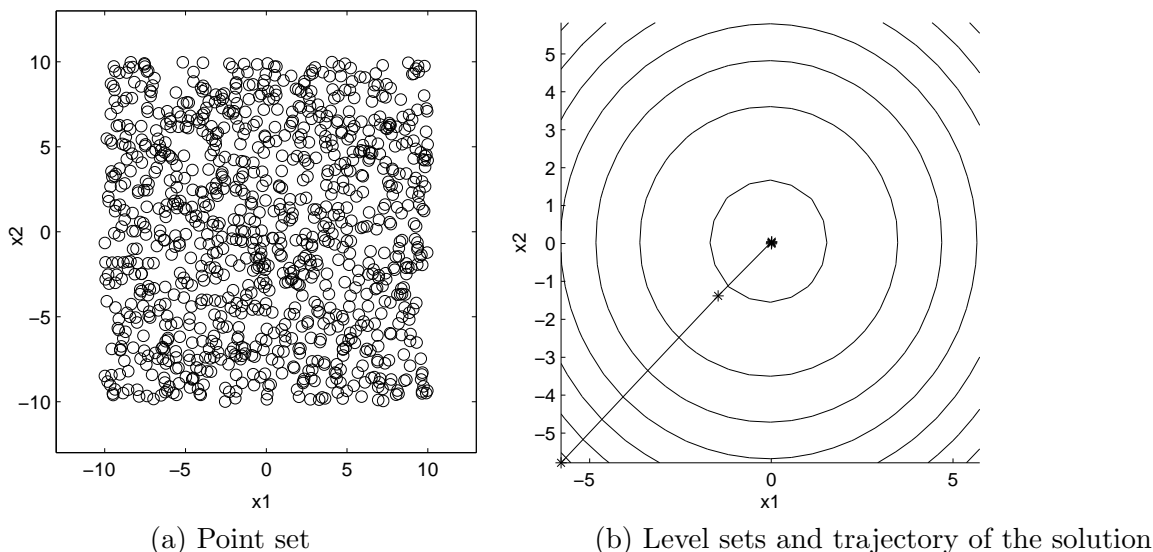 10
5
0
−5
−10
x2
−10 −5 0 5 10
x1
(a) Point set
5
4
3
2
1
0
−1
−2
−3
−4
−5
x2
−5 0 5
x1
(b) Level sets and trajectory of the solution